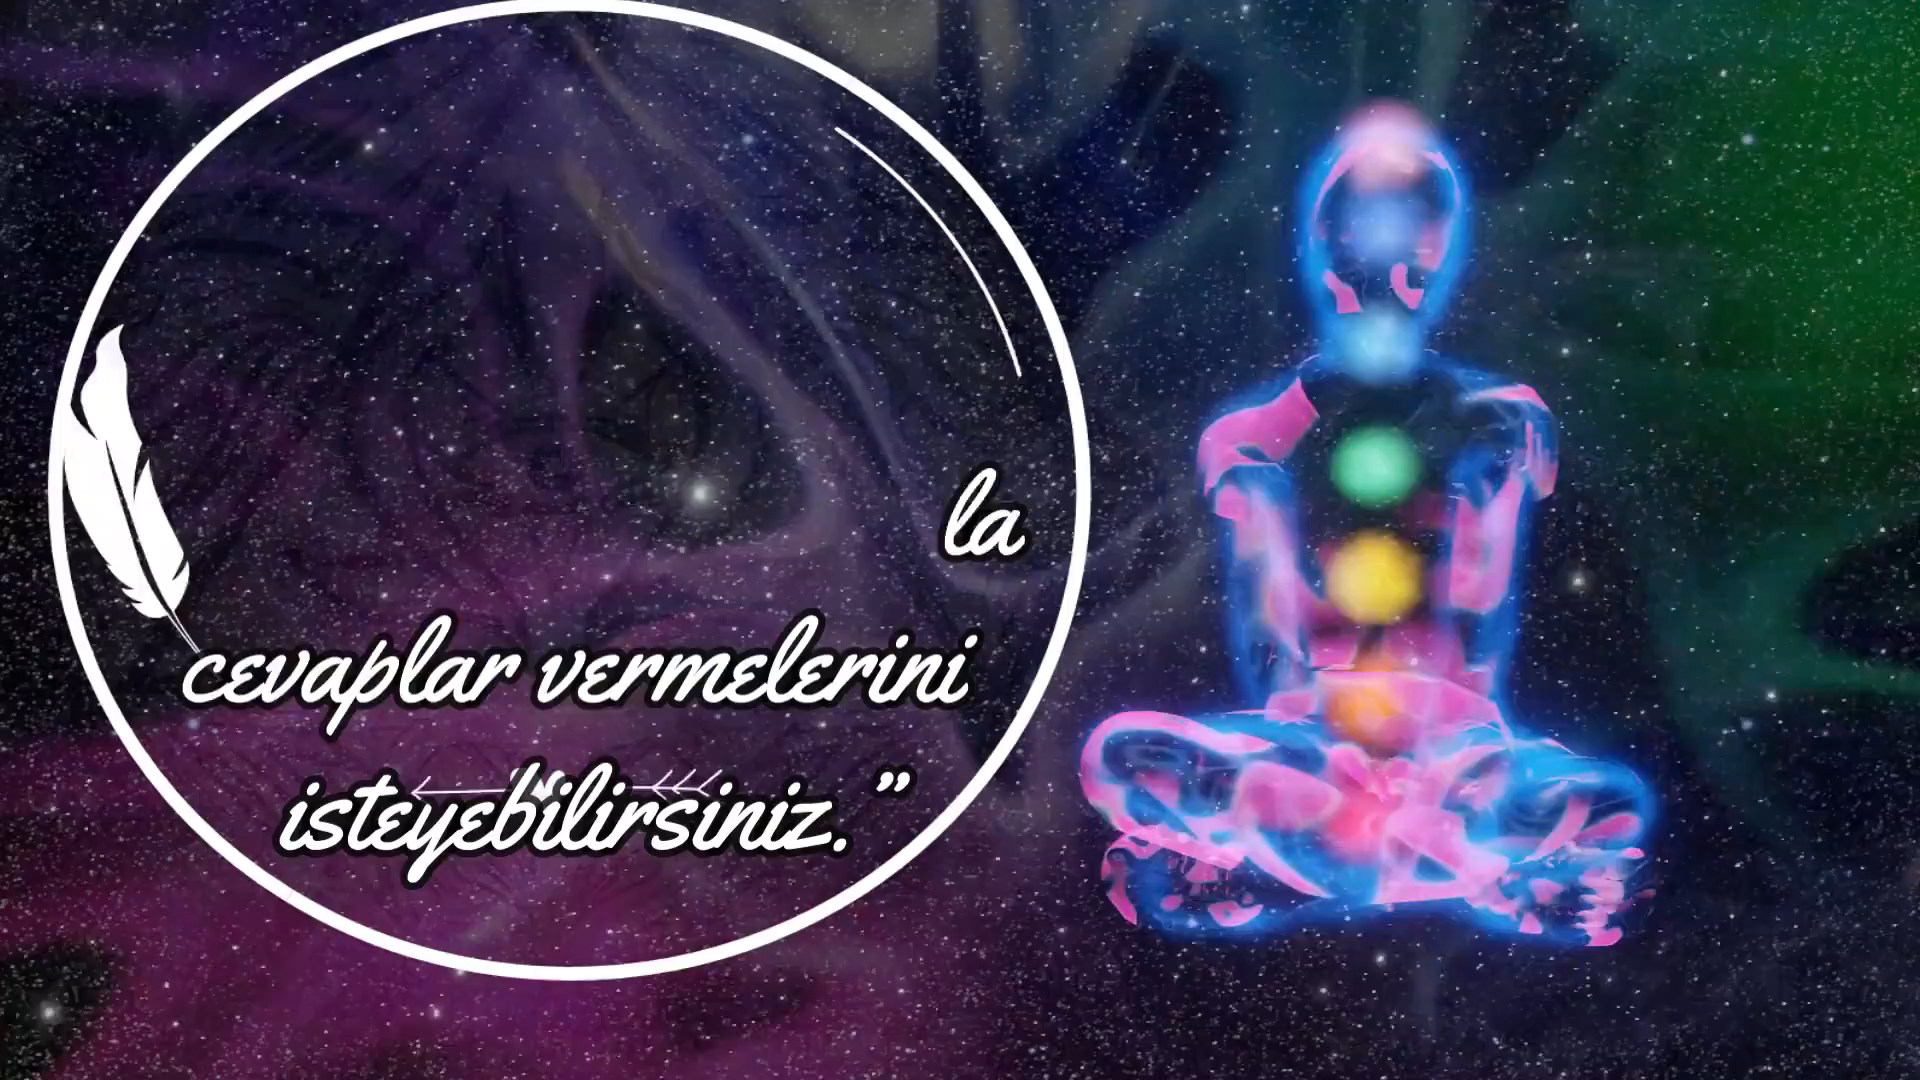 la
cevaplar vermelerini
isteyebilirsiniz. ”